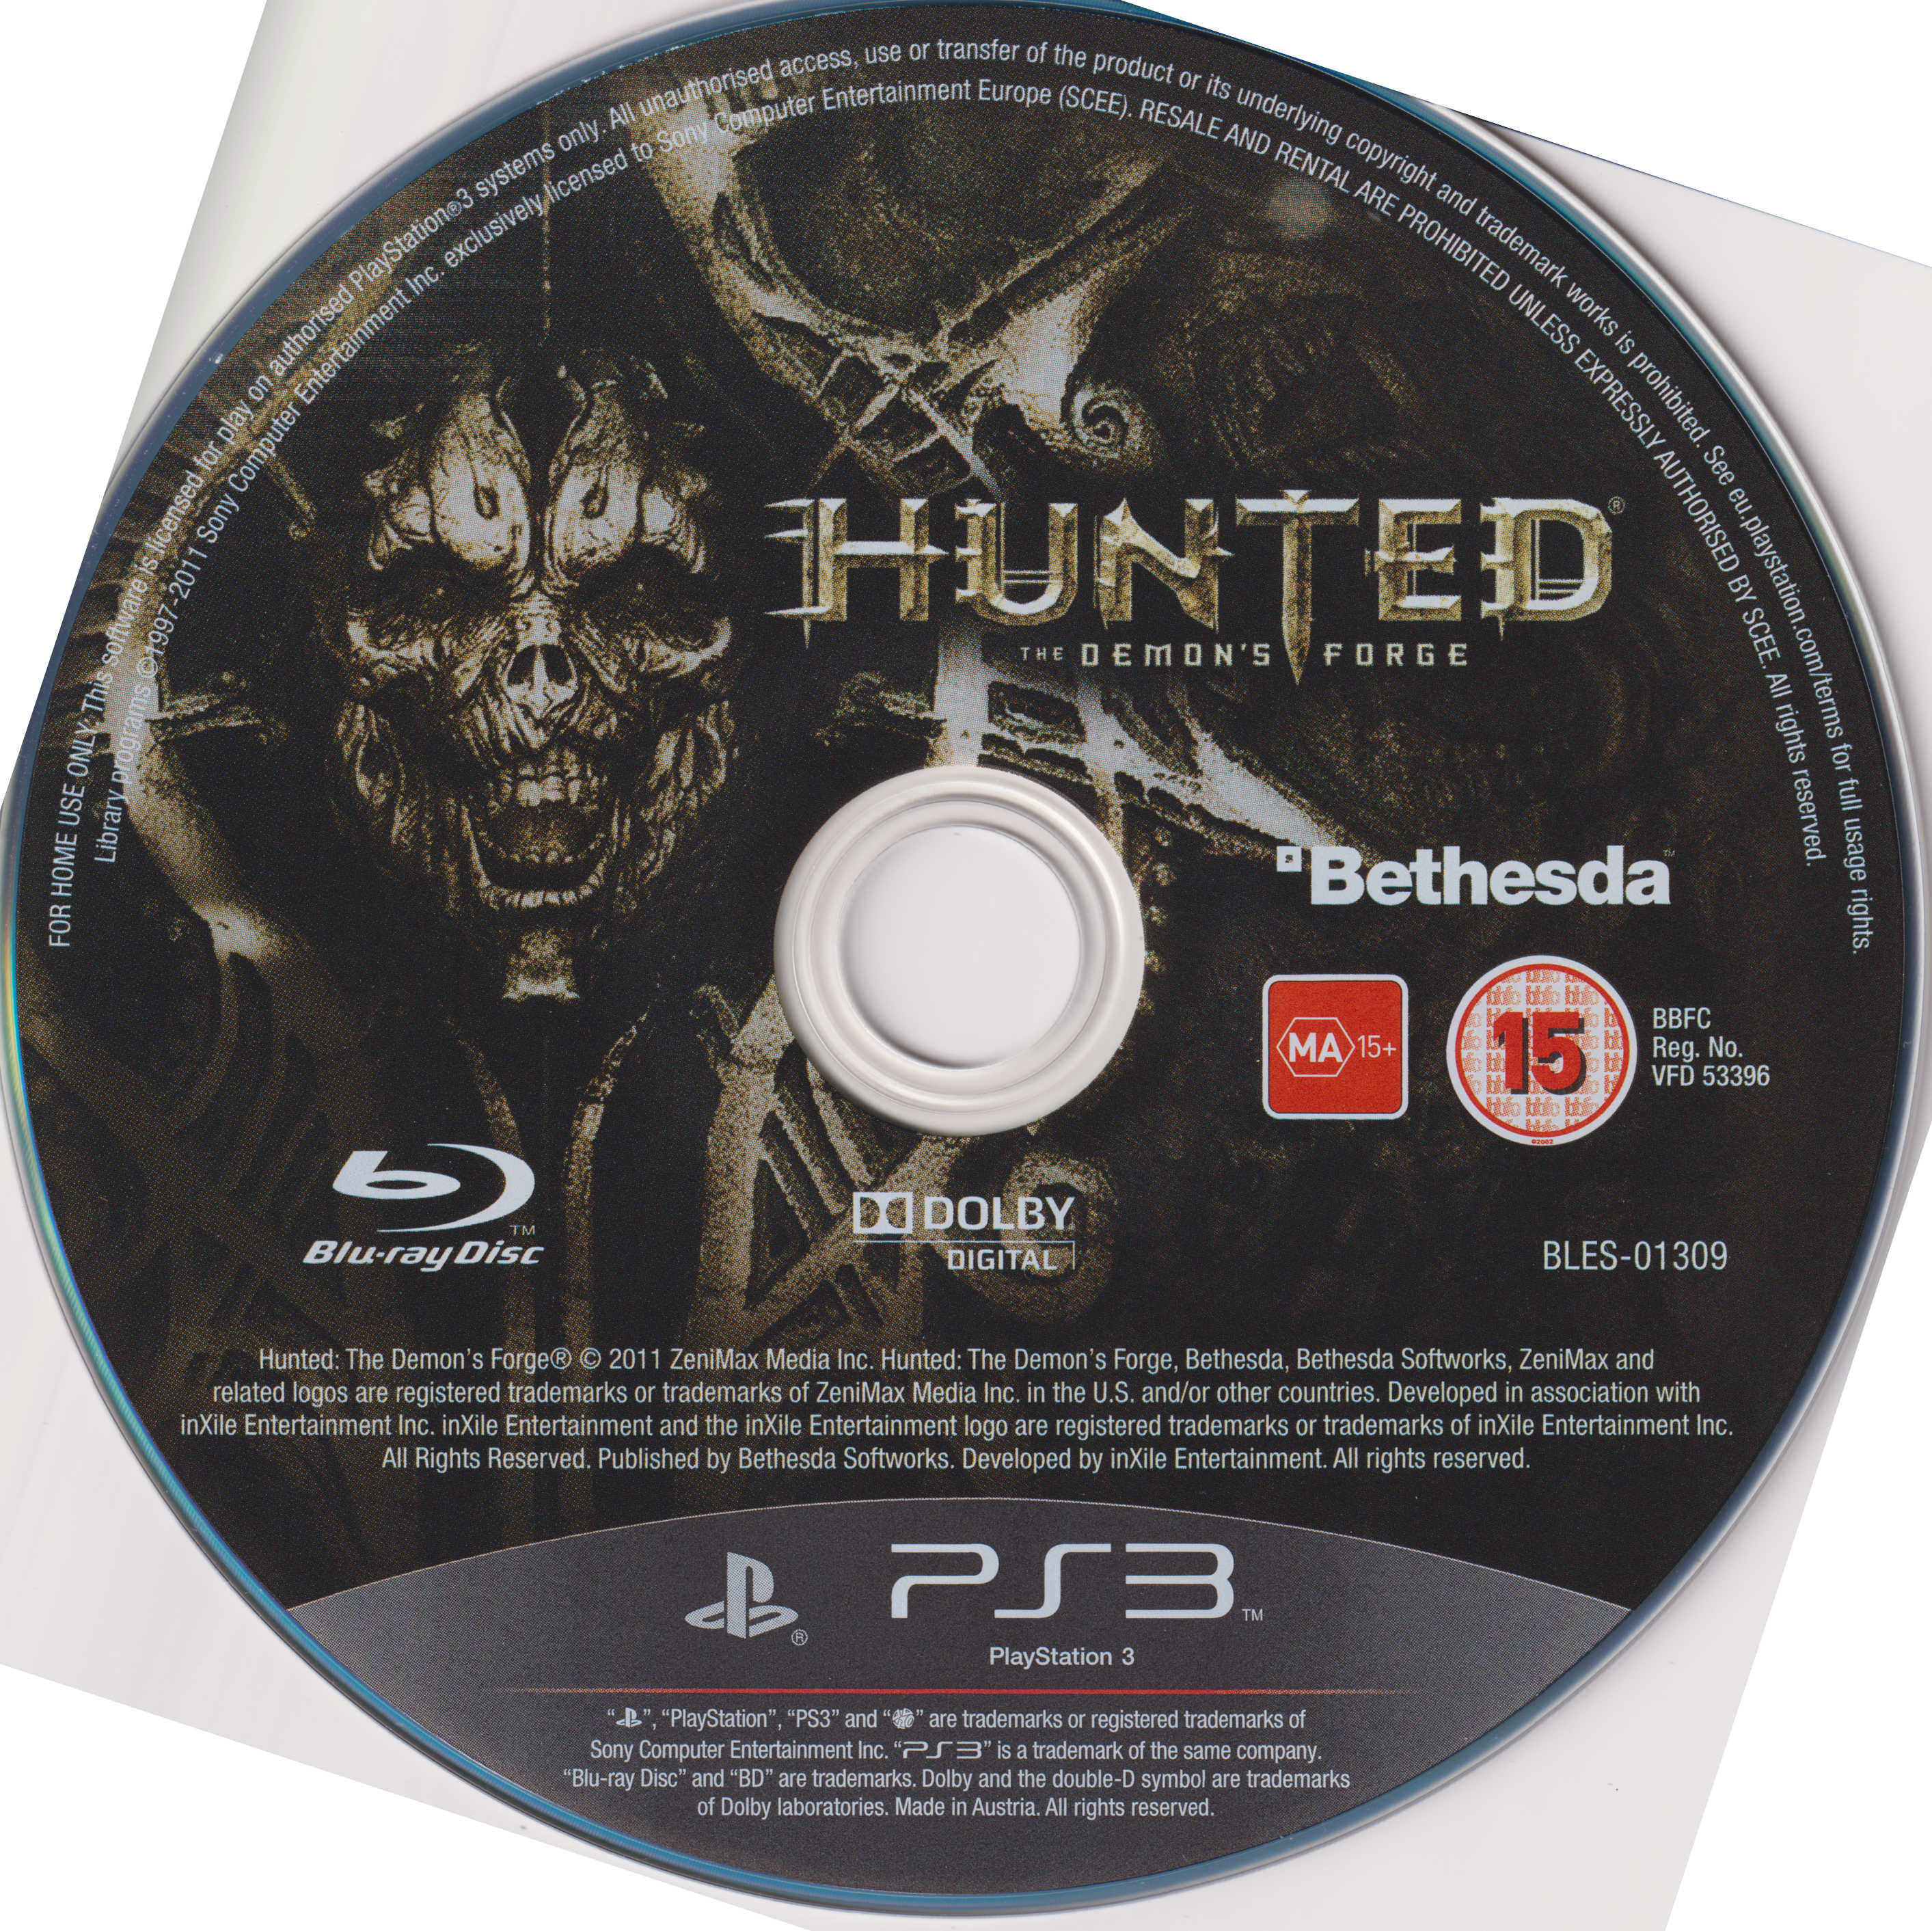 FOR HOME USE ONLY: This software is licensed for play on authorised PlayStation®3 systems only. All unauthorised access, use or transfer of the product or its underlying copyright and trademark works is prohibited. See eu.playstation.com/terms for full usage rights.
Library programs ©1997-2011 Sony Computer Entertainment Inc. exclusively licensed to Sony Computer Entertainment Europe (SCEE). RESALE AND RENTAL ARE PROHIBITED UNLESS EXPRESSLY AUTHORISED BY SCEE. All rights reserved.
HUNTED®
THE DEMON'S FORGE
Bethesda™
MA 15+
15
bbfc
©2002
BBFC
Reg. No.
VFD 53396
Blu-ray Disc™
DOLBY
DIGITAL
BLES-01309
Hunted: The Demon's Forge® © 2011 ZeniMax Media Inc. Hunted: The Demon's Forge, Bethesda, Bethesda Softworks, ZeniMax and
related logos are registered trademarks or trademarks of ZeniMax Media Inc. in the U.S. and/or other countries. Developed in association with
inXile Entertainment Inc. inXile Entertainment and the inXile Entertainment logo are registered trademarks or trademarks of inXile Entertainment Inc.
All Rights Reserved. Published by Bethesda Softworks. Developed by inXile Entertainment. All rights reserved.
® PS3™
PlayStation 3
“ ”, “PlayStation”, “PS3” and “ ” are trademarks or registered trademarks of
Sony Computer Entertainment Inc. “PS3” is a trademark of the same company.
“Blu-ray Disc” and “BD” are trademarks. Dolby and the double-D symbol are trademarks
of Dolby laboratories. Made in Austria. All rights reserved.